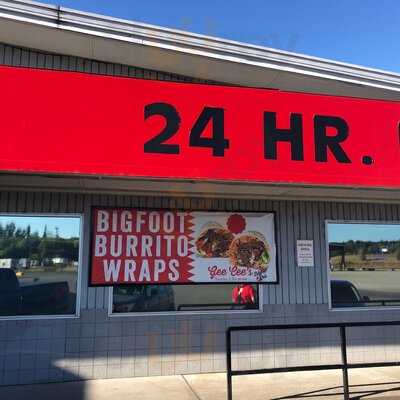 24 HR.
BIGFOOT
BURRITO
WRAPS
Gee Cee's